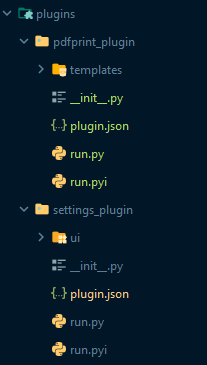 plugins
pdfprint_plugin
templates
__init__.py
plugin.json
run.py
run.pyi
settings_plugin
ui
__init__.py
plugin.json
run.py
run.pyi